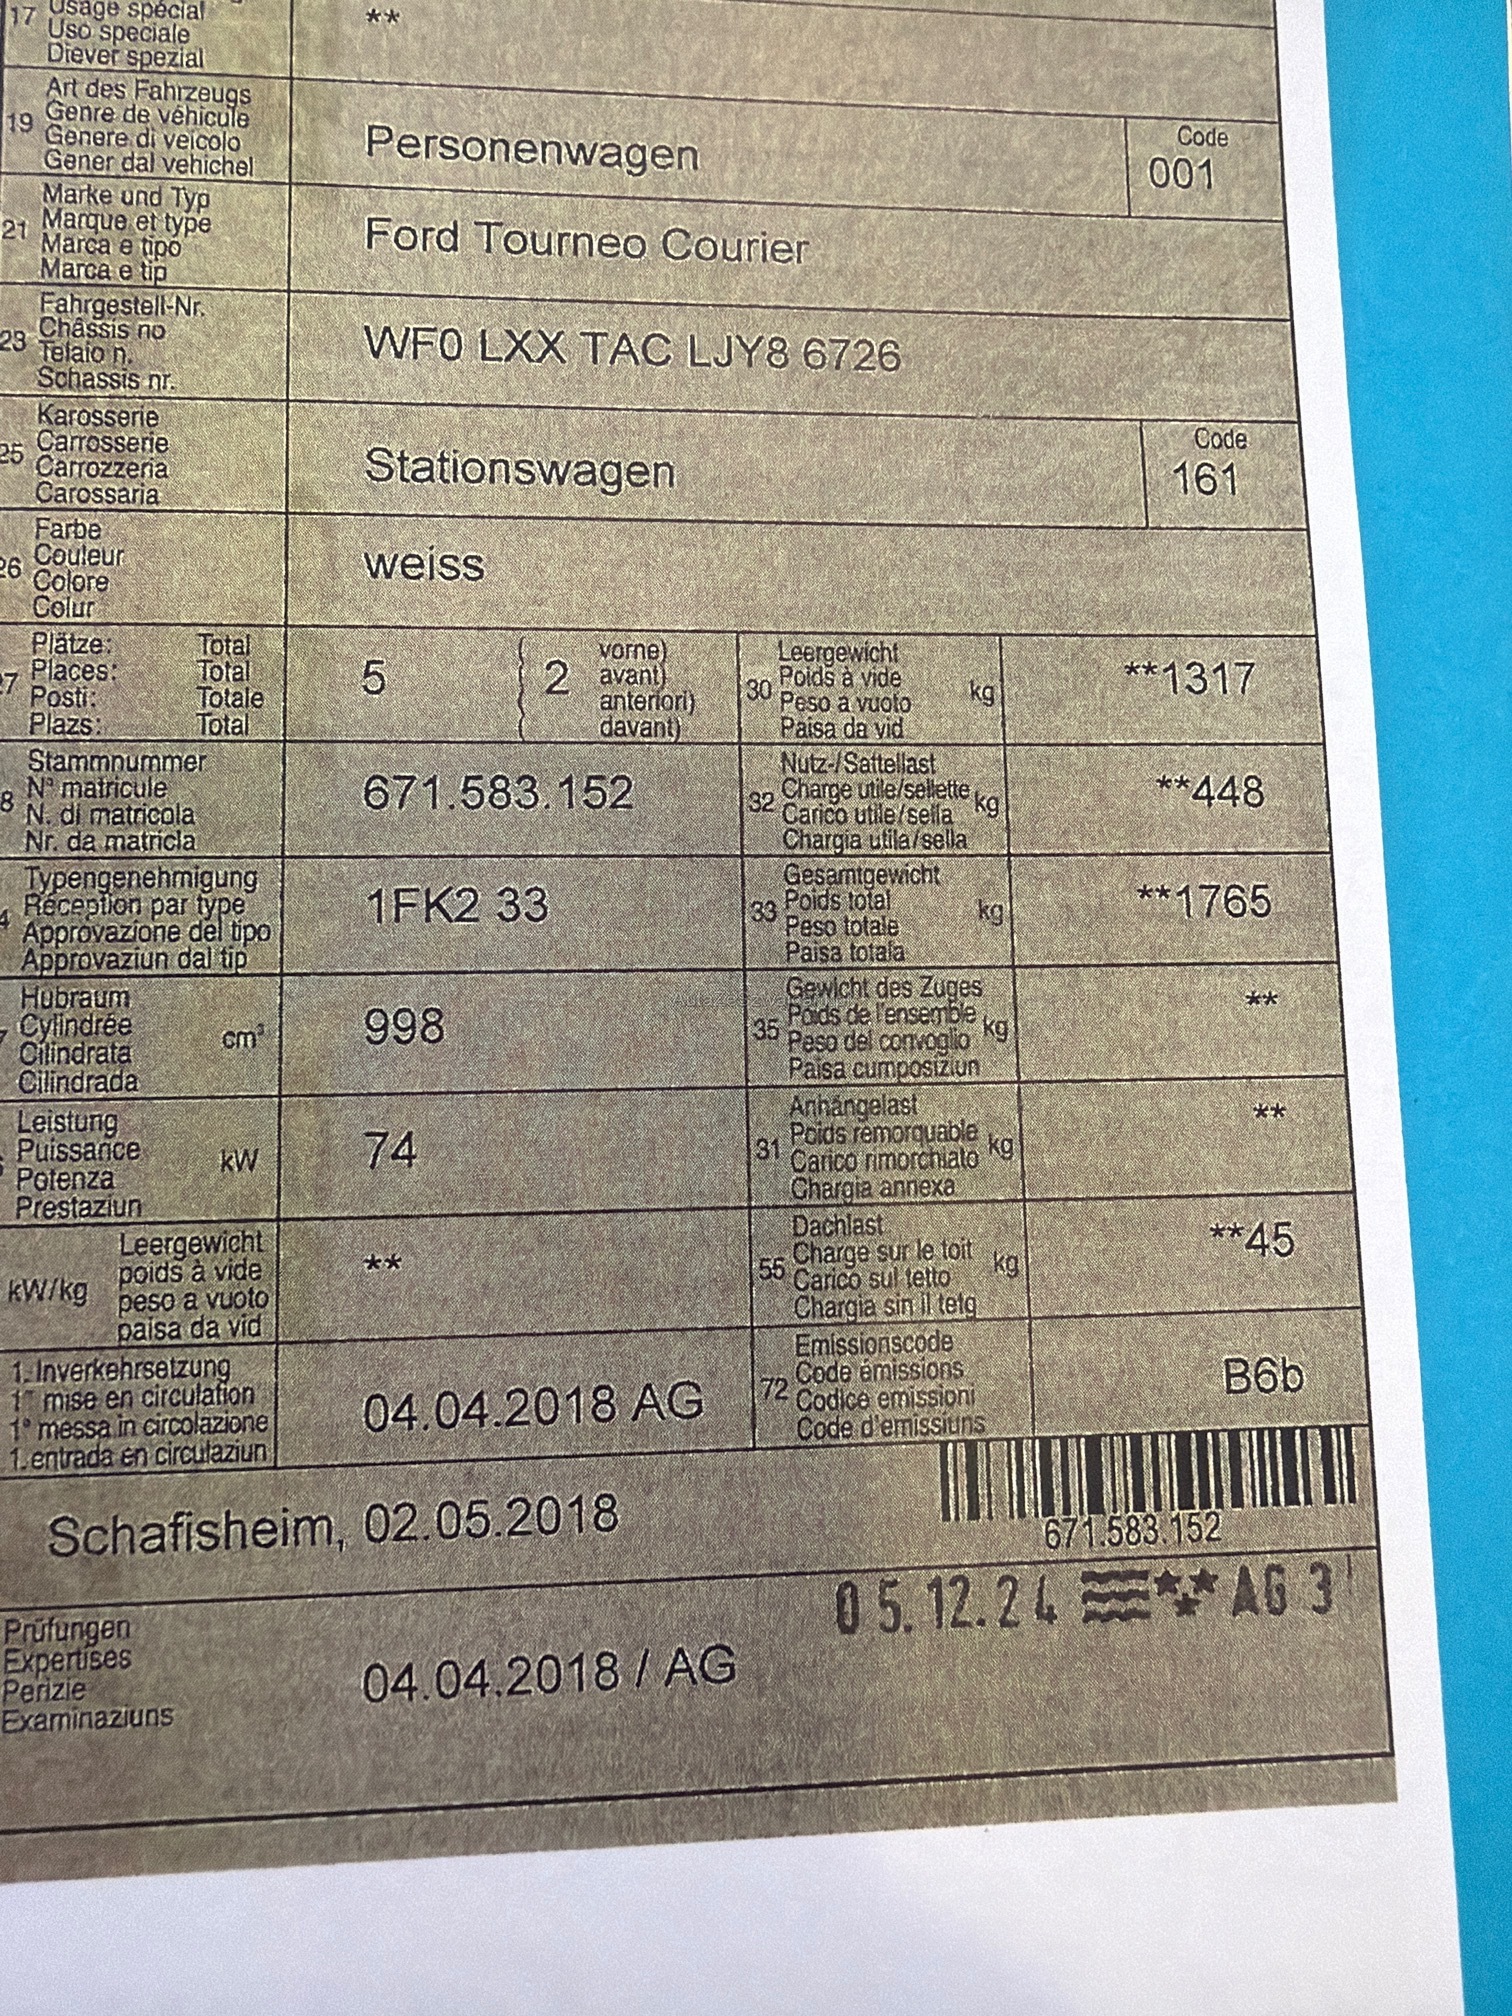 17 Usage spécial **
Uso speciale
Diever spezial
Art des Fahrzeugs
19 Genre de véhicule
Genere di veicolo
Gener dal vehichel
Personenwagen
Code
001
Marke und Typ
21 Marque et type
Marca e tipo
Marca e tip
Ford Tourneo Courier
Fahrgestell-Nr.
23 Châssis no
Telaio n.
Schassis nr.
WF0 LXX TAC LJY8 6726
Karosserie
25 Carrosserie
Carrozzeria
Carossaria
Stationswagen
Code
161
Farbe
26 Couleur
Colore
Colur
weiss
Plätze: Total
27 Places: Total
Posti: Totale
Plazs: Total
5
2
vorne)
avant)
anteriori)
davant)
Leergewicht
30 Poids à vide kg
Peso a vuoto
Paisa da vid
**1317
Stammnummer
8 N° matricule
N. di matricola
Nr. da matricla
671.583.152
Nutz-/Sattellast
32 Charge utile/sellette kg
Carico utile/sella
Chargia utila/sella
**448
Typengenehmigung
4 Réception par type
Approvazione del tipo
Approvaziun dal tip
1FK2 33
Gesamtgewicht
33 Poids total kg
Peso totale
Paisa totala
**1765
Hubraum
7 Cylindrée cm³
Cilindrata
Cilindrada
998
Gewicht des Zuges
35 Poids de l'ensemble kg
Peso del convoglio
Paisa cumposiziun
**
Leistung
Puissance kW
Potenza
Prestaziun
74
Anhängelast
31 Poids remorquable kg
Carico rimorchiato
Chargia annexa
**
Leergewicht
kW/kg poids à vide
peso a vuoto
paisa da vid
**
Dachlast
55 Charge sur le toit kg
Carico sul tetto
Chargia sin il tetg
**45
1. Inverkehrsetzung
1re mise en circulation
1a messa in circolazione
1. entrada en circulaziun
04.04.2018 AG
Emissionscode
72 Code émissions
Codice emissioni
Code d'emissiuns
B6b
Schafisheim, 02.05.2018
671.583.152
05.12.24 AG 3
Prüfungen
Expertises
Perizie
Examinaziuns
04.04.2018 / AG